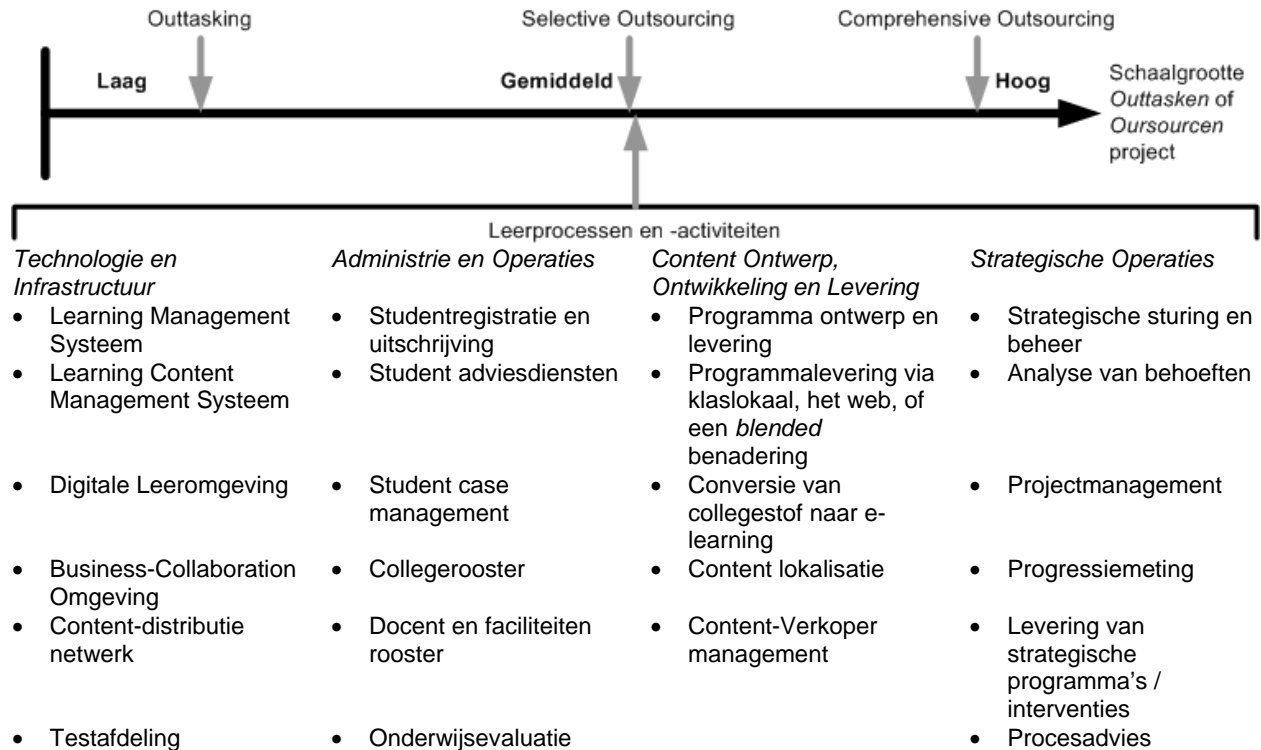 Outtasking
Selective Outsourcing
Comprehensive Outsourcing
Laag
Gemiddeld
Hoog
Schaalgrootte
Outtasken of
Oursourcen
project
Leerprocessen en -activiteiten
Technologie en
Infrastructuur
• Learning Management
Systeem
• Learning Content
Management Systeem
• Digitale Leeromgeving
• Business-Collaboration
Omgeving
• Content-distributie
netwerk
• Testafdeling
Administrie en Operaties
• Studentregistratie en
uitschrijving
• Student adviesdiensten
• Student case
management
• Collegerooster
• Docent en faciliteiten
rooster
• Onderwijsevaluatie
Content Ontwerp,
Ontwikkeling en Levering
• Programma ontwerp en
levering
• Programmalevering via
klaslokaal, het web, of
een blended
benadering
• Conversie van
collegestof naar e-
learning
• Content lokalisatie
• Content-Verkoper
management
Strategische Operaties
• Strategische sturing en
beheer
• Analyse van behoeften
• Projectmanagement
• Progressiemeting
• Levering van
strategische
programma's /
interventies
• Procesadvies